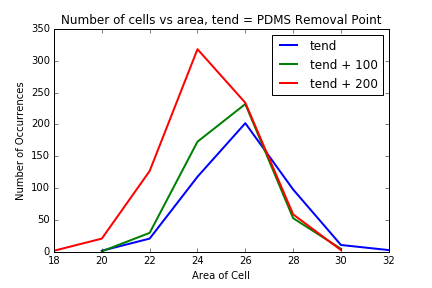 Number of cells vs area, tend = PDMS Removal Point
350
300
250
200
150
100
50
0
Number of Occurrences
tend
tend + 100
tend + 200
18 20 22 24 26 28 30 32
Area of Cell